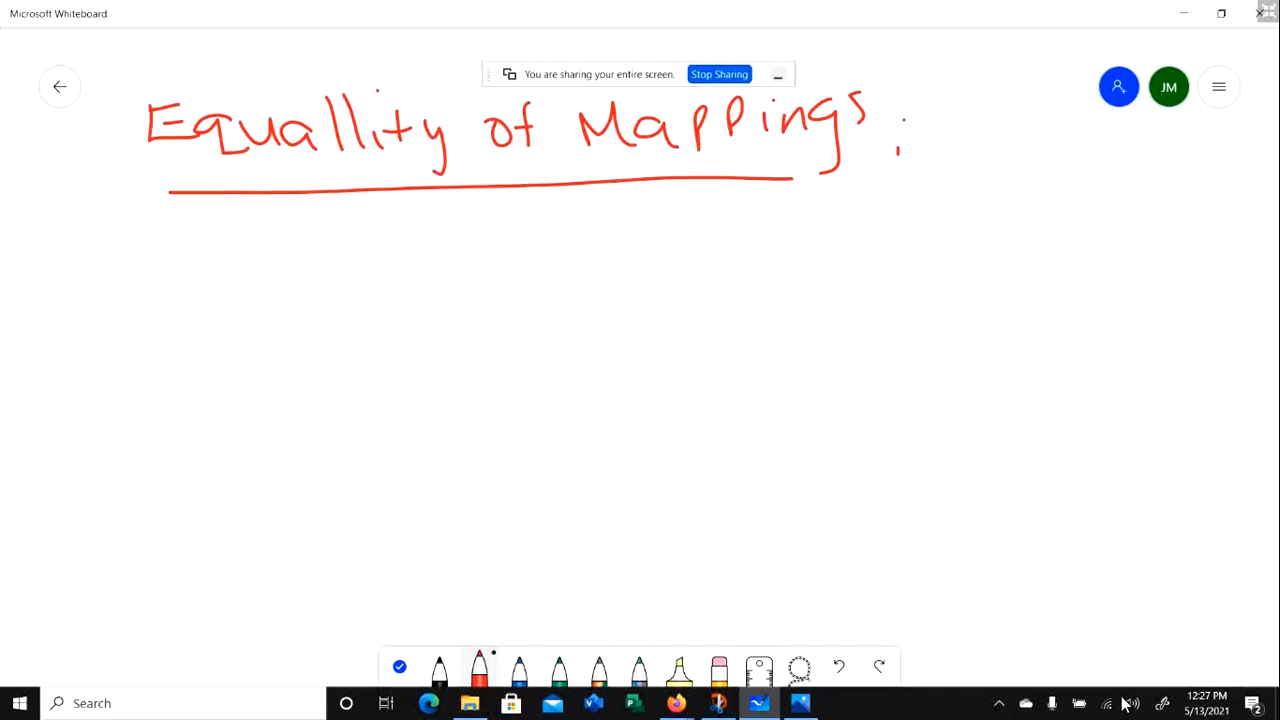 Microsoft Whiteboard
You are sharing your entire screen. Stop Sharing
JM
Equallity of Mappings :
Search
12:27 PM
5/13/2021
2